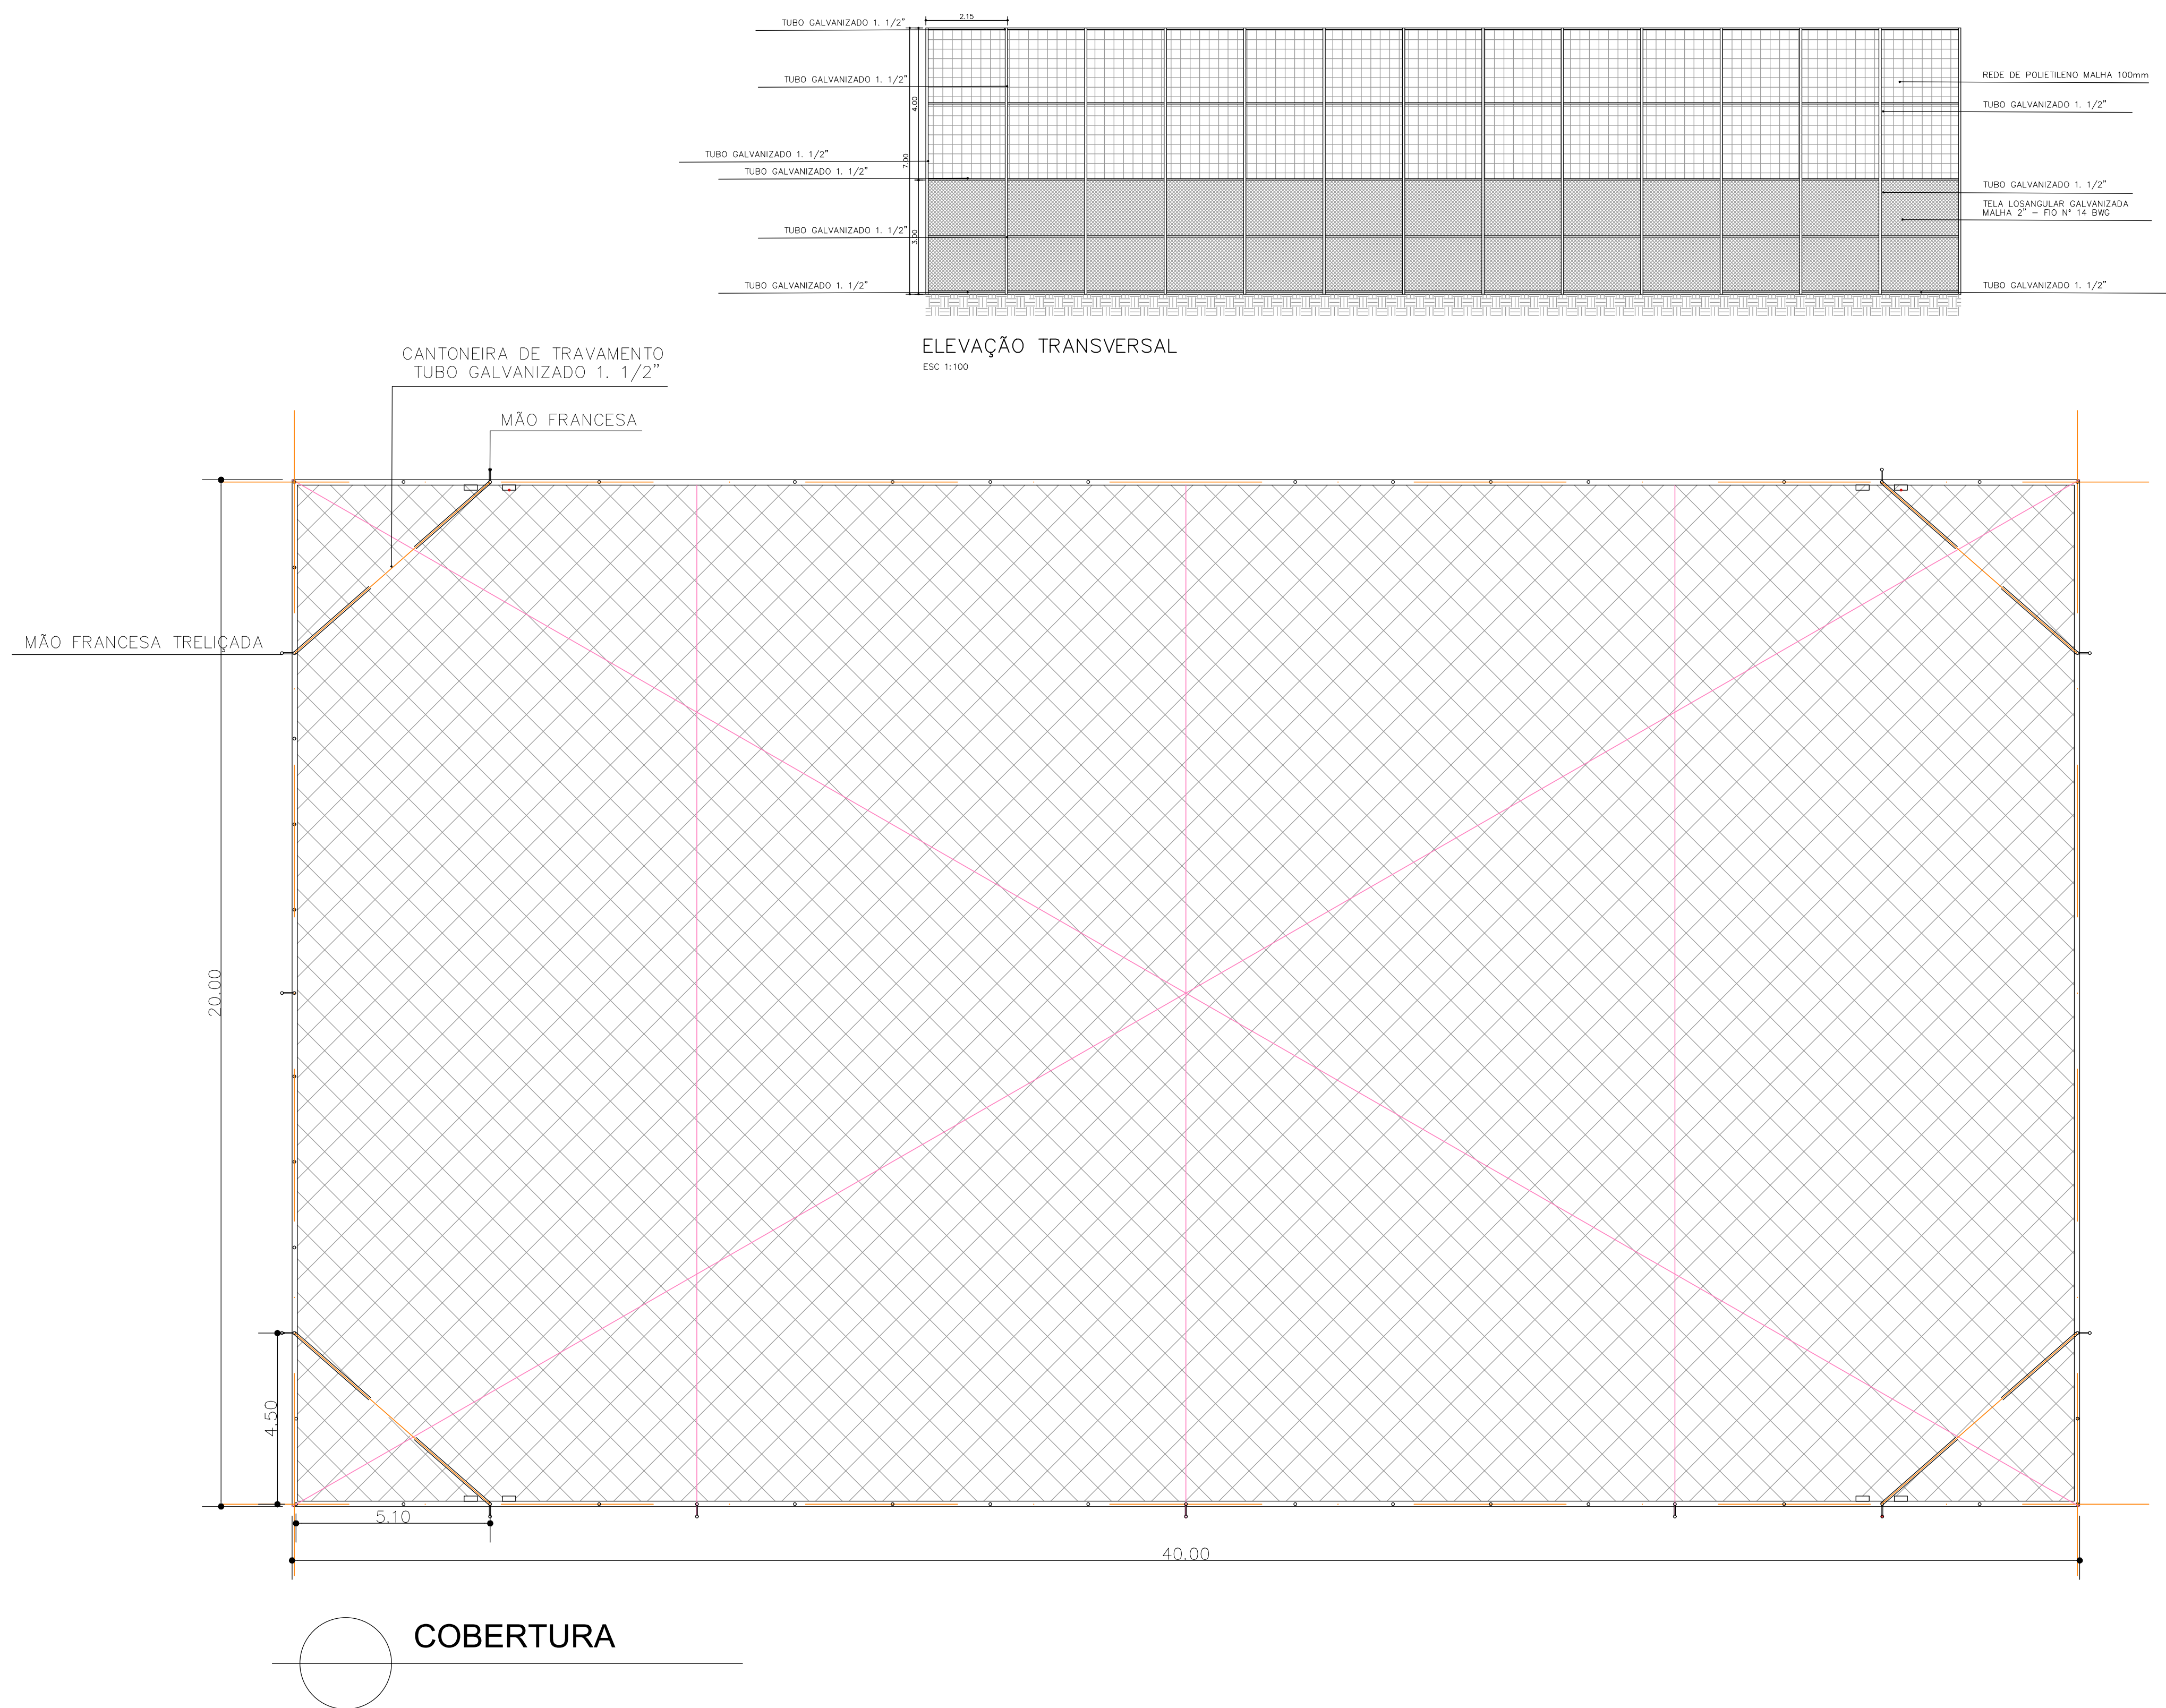 2.15
TUBO GALVANIZADO 1. 1/2"
TUBO GALVANIZADO 1. 1/2"
4.00
7.00
TUBO GALVANIZADO 1. 1/2"
TUBO GALVANIZADO 1. 1/2"
TUBO GALVANIZADO 1. 1/2"
3.00
TUBO GALVANIZADO 1. 1/2"
REDE DE POLIETILENO MALHA 100mm
TUBO GALVANIZADO 1. 1/2"
TUBO GALVANIZADO 1. 1/2"
TELA LOSANGULAR GALVANIZADA
MALHA 2" – FIO N° 14 BWG
TUBO GALVANIZADO 1. 1/2"
ELEVAÇÃO TRANSVERSAL
ESC 1:100
CANTONEIRA DE TRAVAMENTO
TUBO GALVANIZADO 1. 1/2"
MÃO FRANCESA
MÃO FRANCESA TRELIÇADA
20.00
4.50
5.10
40.00
COBERTURA